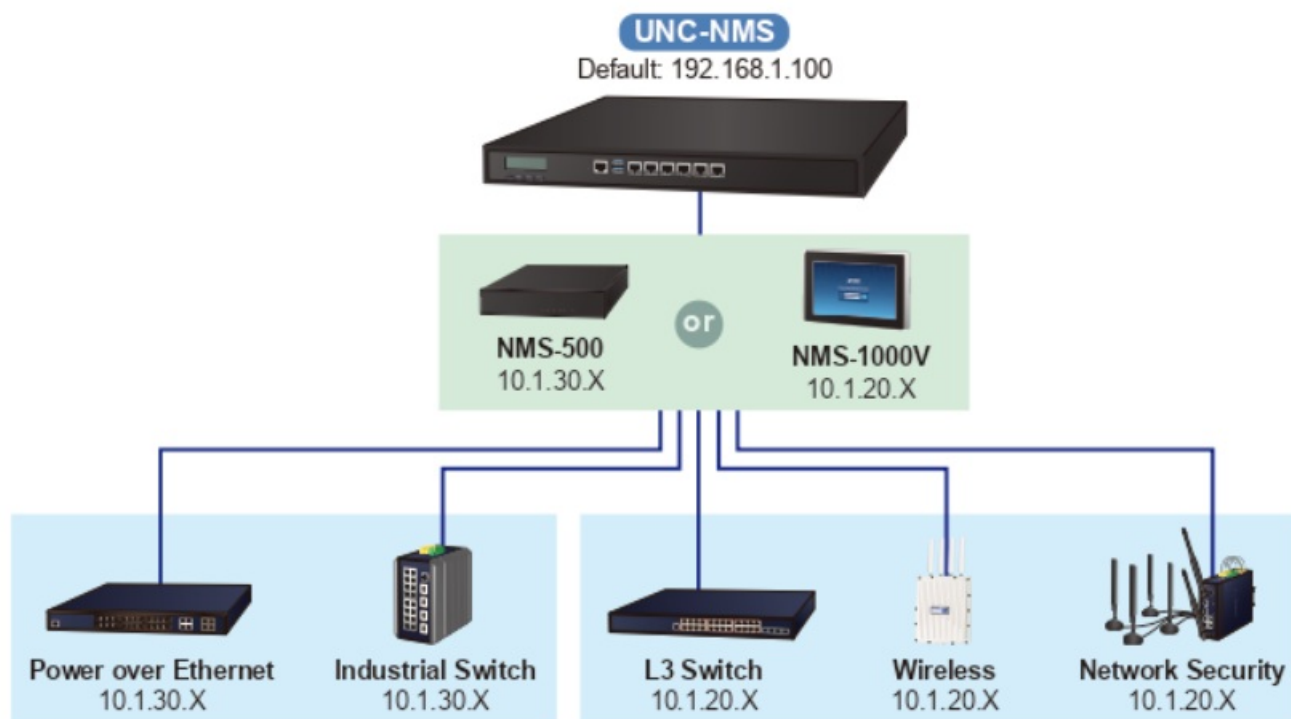 UNC-NMS
Default: 192.168.1.100
or
NMS-500
10.1.30.X
NMS-1000V
10.1.20.X
Power over Ethernet
10.1.30.X
Industrial Switch
10.1.30.X
L3 Switch
10.1.20.X
Wireless
10.1.20.X
Network Security
10.1.20.X